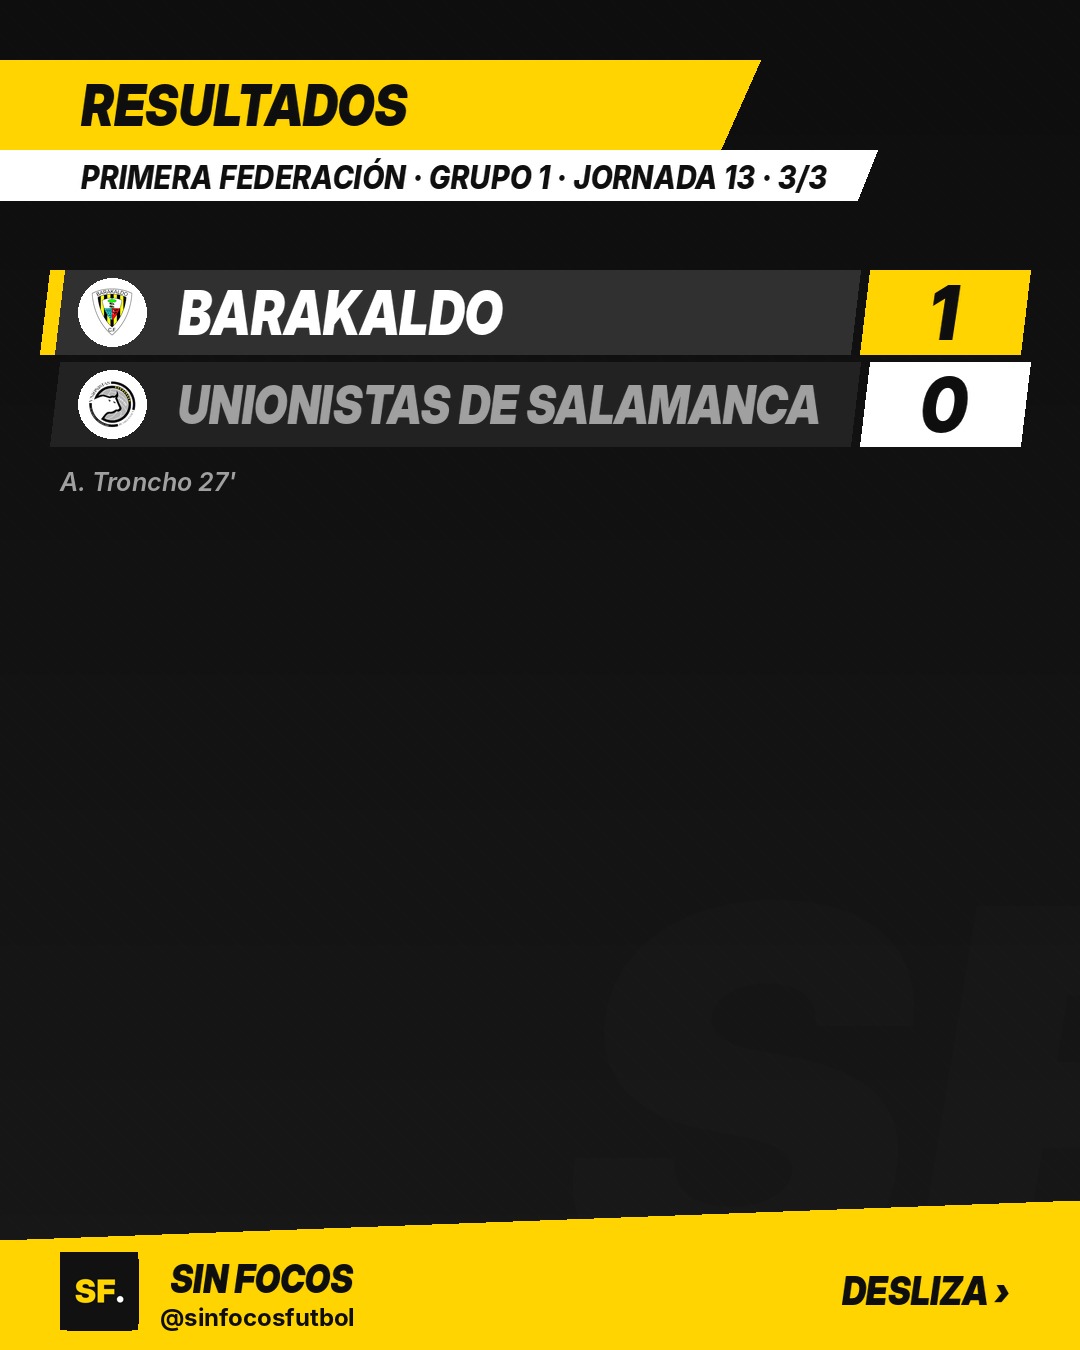 RESULTADOS
PRIMERA FEDERACIÓN · GRUPO 1 · JORNADA 13 · 3/3
BARAKALDO 1
UNIONISTAS DE SALAMANCA 0
A. Troncho 27'
SF
SF.
SIN FOCOS
@sinfocosfutbol
DESLIZA ›